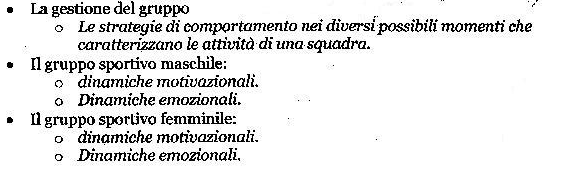 • La gestione del gruppo
o Le strategie di comportamento nei diversi possibili momenti che
caratterizzano le attività di una squadra.
• Il gruppo sportivo maschile:
o dinamiche motivazionali.
o Dinamiche emozionali.
• Il gruppo sportivo femminile:
o dinamiche motivazionali.
o Dinamiche emozionali.